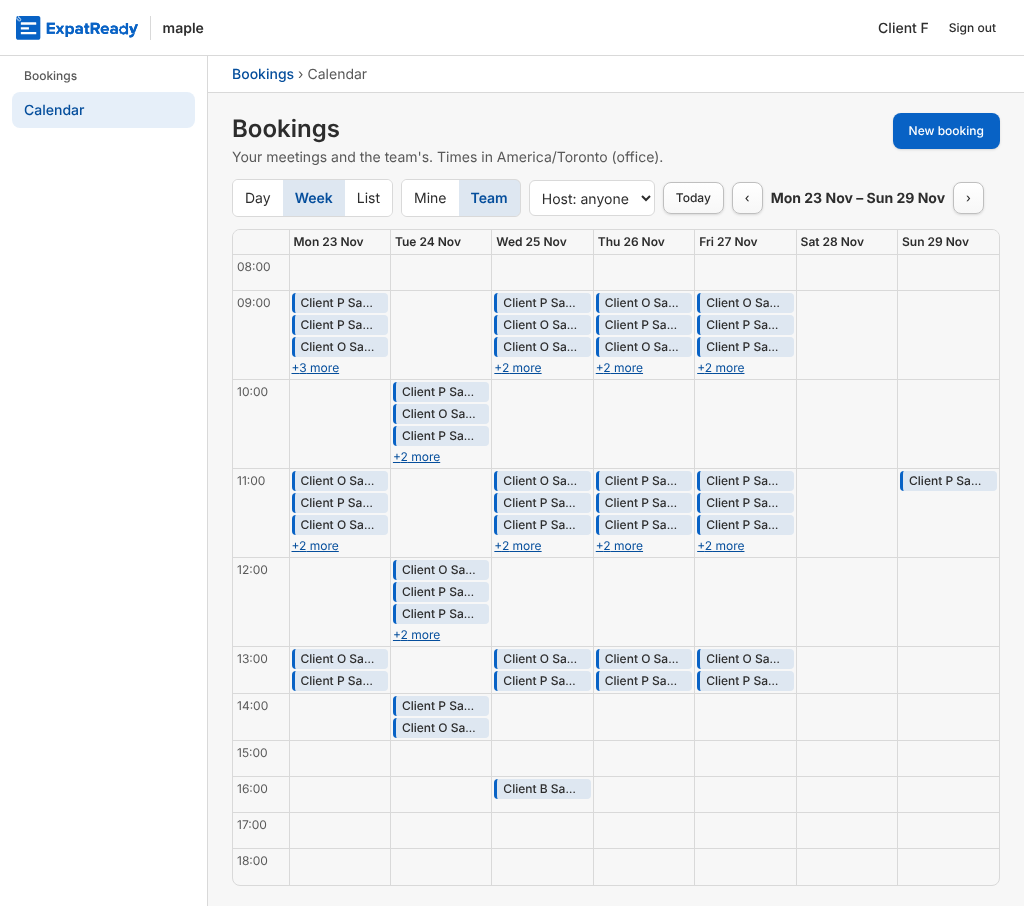 ExpatReady maple Client F Sign out
Bookings
Calendar
Bookings › Calendar
Bookings
New booking
Your meetings and the team's. Times in America/Toronto (office).
Day Week List Mine Team Host: anyone Today ‹ Mon 23 Nov – Sun 29 Nov ›
Mon 23 Nov Tue 24 Nov Wed 25 Nov Thu 26 Nov Fri 27 Nov Sat 28 Nov Sun 29 Nov
08:00
09:00 Client P Sa... Client P Sa... Client O Sa... Client O Sa...
Client P Sa... Client O Sa... Client P Sa... Client P Sa...
Client O Sa... Client O Sa... Client O Sa... Client P Sa...
+3 more +2 more +2 more +2 more
10:00 Client P Sa...
Client O Sa...
Client P Sa...
+2 more
11:00 Client O Sa... Client O Sa... Client P Sa... Client P Sa... Client P Sa...
Client P Sa... Client P Sa... Client P Sa... Client P Sa...
Client O Sa... Client P Sa... Client P Sa... Client P Sa...
+2 more +2 more +2 more +2 more
12:00 Client O Sa...
Client P Sa...
Client P Sa...
+2 more
13:00 Client O Sa... Client O Sa... Client O Sa... Client O Sa...
Client P Sa... Client P Sa... Client P Sa... Client P Sa...
14:00 Client P Sa...
Client O Sa...
15:00
16:00 Client B Sa...
17:00
18:00